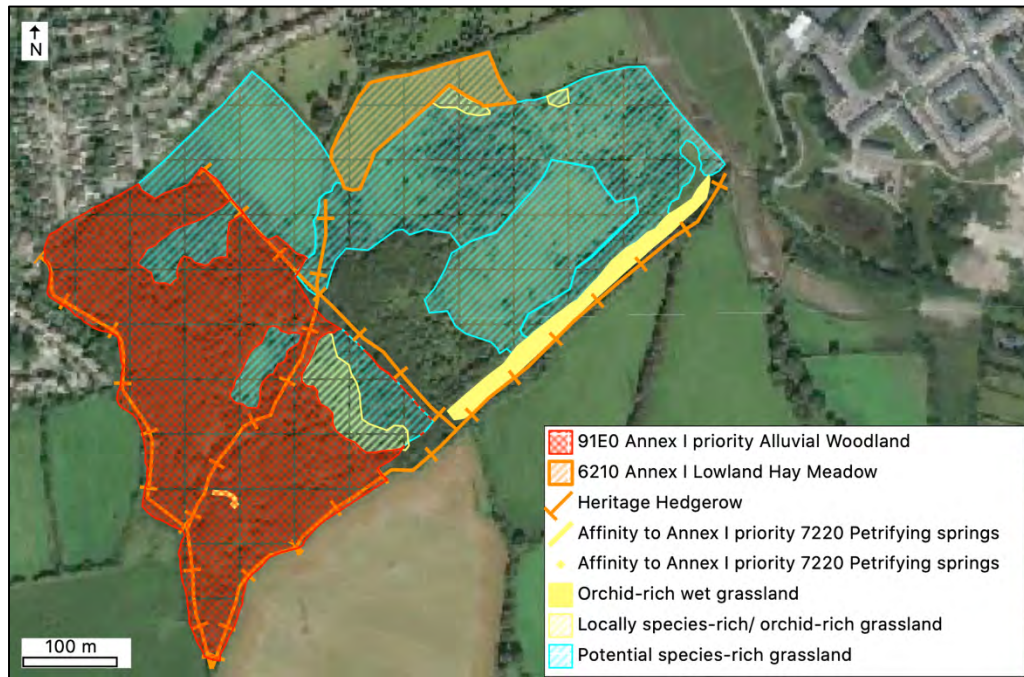 N
91E0 Annex I priority Alluvial Woodland
6210 Annex I Lowland Hay Meadow
Heritage Hedgerow
Affinity to Annex I priority 7220 Petrifying springs
Affinity to Annex I priority 7220 Petrifying springs
Orchid-rich wet grassland
Locally species-rich/ orchid-rich grassland
Potential species-rich grassland
100 m